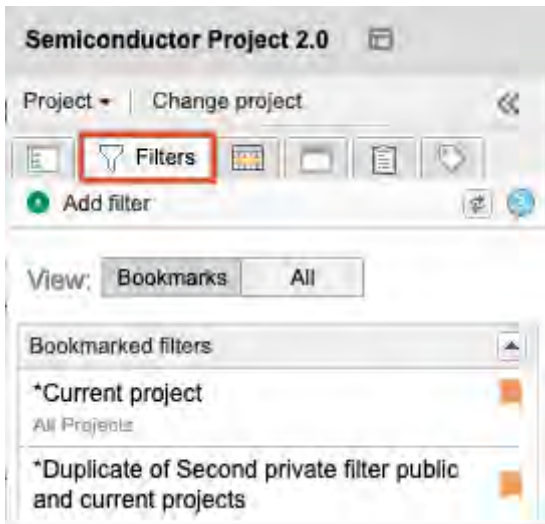 Semiconductor Project 2.0
Project | Change project
Filters
Add filter
View: Bookmarks All
Bookmarked filters
*Current project
All Projects
*Duplicate of Second private filter public
and current projects